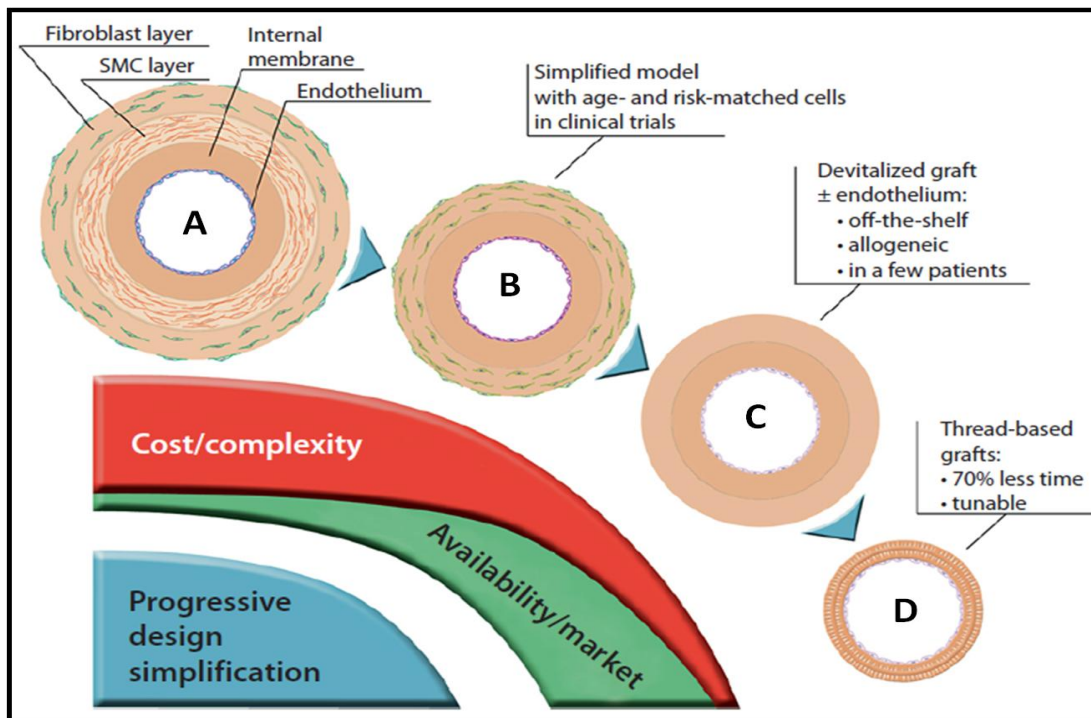 Fibroblast layer
SMC layer
Internal
membrane
Endothelium
A
Simplified model
with age- and risk-matched cells
in clinical trials
B
Devitalized graft
± endothelium:
• off-the-shelf
• allogeneic
• in a few patients
C
Thread-based
grafts:
• 70% less time
• tunable
D
Cost/complexity
Availability/market
Progressive
design
simplification